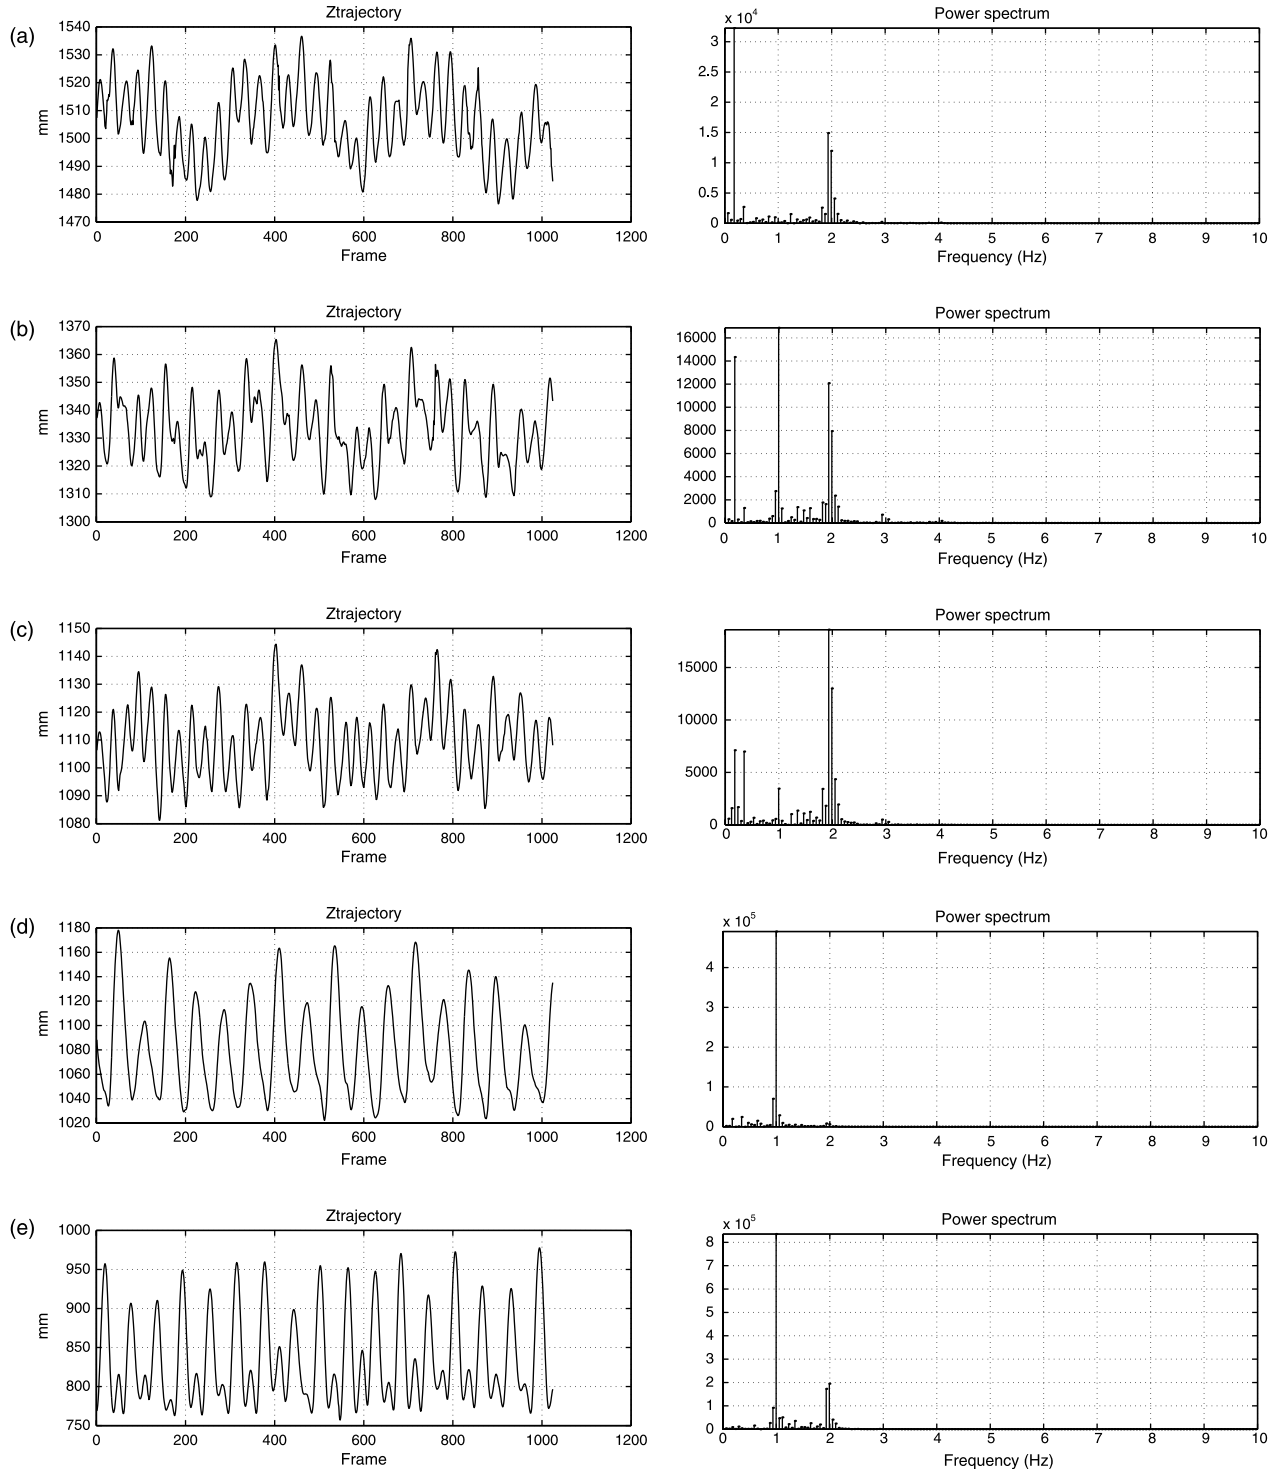 (a)
Ztrajectory
1540
1530
1520
1510
1500
1490
1480
1470
mm
0 200 400 600 800 1000 1200
Frame
Power spectrum
x 10^4
3
2.5
2
1.5
1
0.5
0
0 1 2 3 4 5 6 7 8 9 10
Frequency (Hz)
(b)
Ztrajectory
1370
1360
1350
1340
1330
1320
1310
1300
mm
0 200 400 600 800 1000 1200
Frame
Power spectrum
16000
14000
12000
10000
8000
6000
4000
2000
0
0 1 2 3 4 5 6 7 8 9 10
Frequency (Hz)
(c)
Ztrajectory
1150
1140
1130
1120
1110
1100
1090
1080
mm
0 200 400 600 800 1000 1200
Frame
Power spectrum
15000
10000
5000
0
0 1 2 3 4 5 6 7 8 9 10
Frequency (Hz)
(d)
Ztrajectory
1180
1160
1140
1120
1100
1080
1060
1040
1020
mm
0 200 400 600 800 1000 1200
Frame
Power spectrum
x 10^5
4
3
2
1
0
0 1 2 3 4 5 6 7 8 9 10
Frequency (Hz)
(e)
Ztrajectory
1000
950
900
850
800
750
mm
0 200 400 600 800 1000 1200
Frame
Power spectrum
x 10^5
8
7
6
5
4
3
2
1
0
0 1 2 3 4 5 6 7 8 9 10
Frequency (Hz)